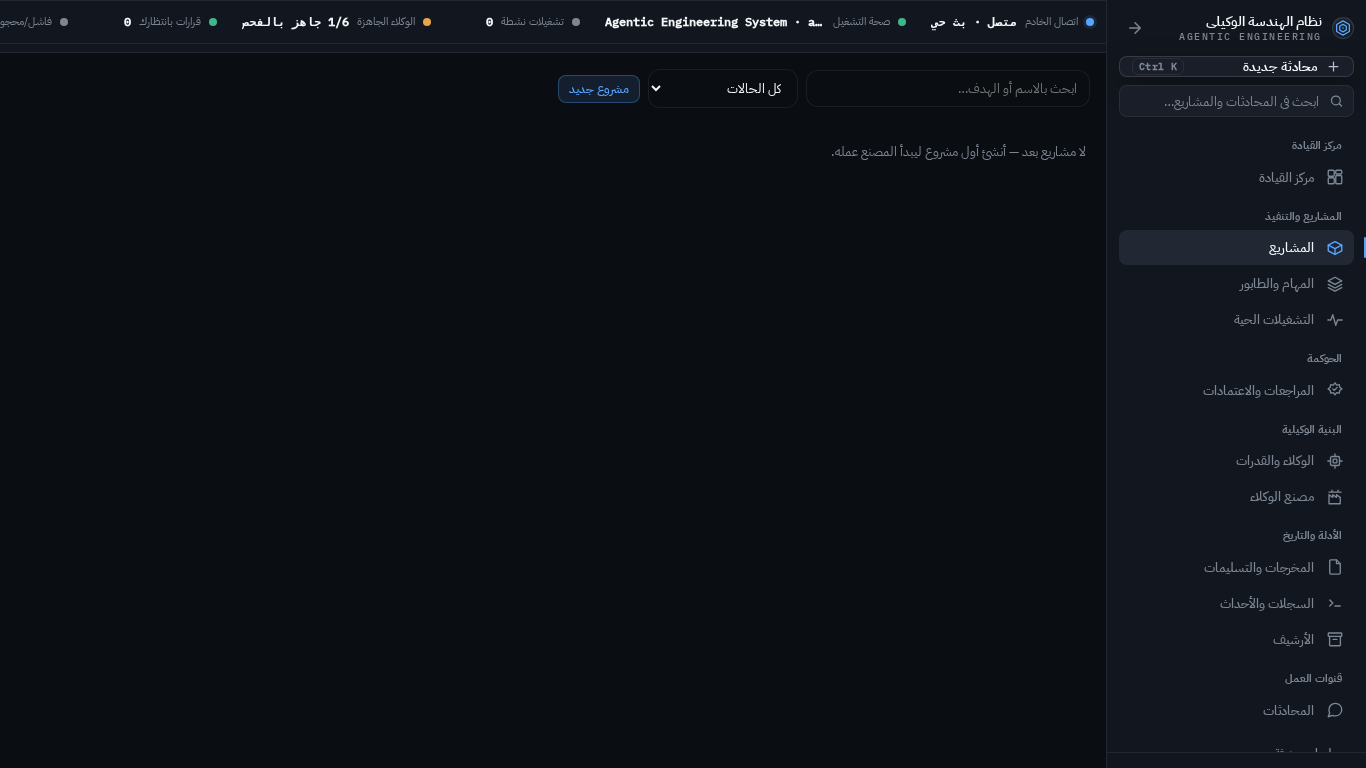 نظام الهندسة الوكيلي
AGENTIC ENGINEERING
محادثة جديدة
Ctrl K
ابحث في المحادثات والمشاريع...
مركز القيادة
مركز القيادة
المشاريع والتنفيذ
المشاريع
المهام والطابور
التشغيلات الحية
الحوكمة
المراجعات والاعتمادات
البنية الوكيلية
الوكلاء والقدرات
مصنع الوكلاء
الأدلة والتاريخ
المخرجات والتسليمات
السجلات والأحداث
الأرشيف
قنوات العمل
المحادثات
اتصال الخادم متصل · بث حي
صحة التشغيل Agentic Engineering System · a…
تشغيلات نشطة 0
الوكلاء الجاهزة 1/6 جاهز بالفحص
قرارات بانتظارك 0
ابحث بالاسم أو الهدف...
كل الحالات
مشروع جديد
لا مشاريع بعد — أنشئ أول مشروع ليبدأ المصنع عمله.